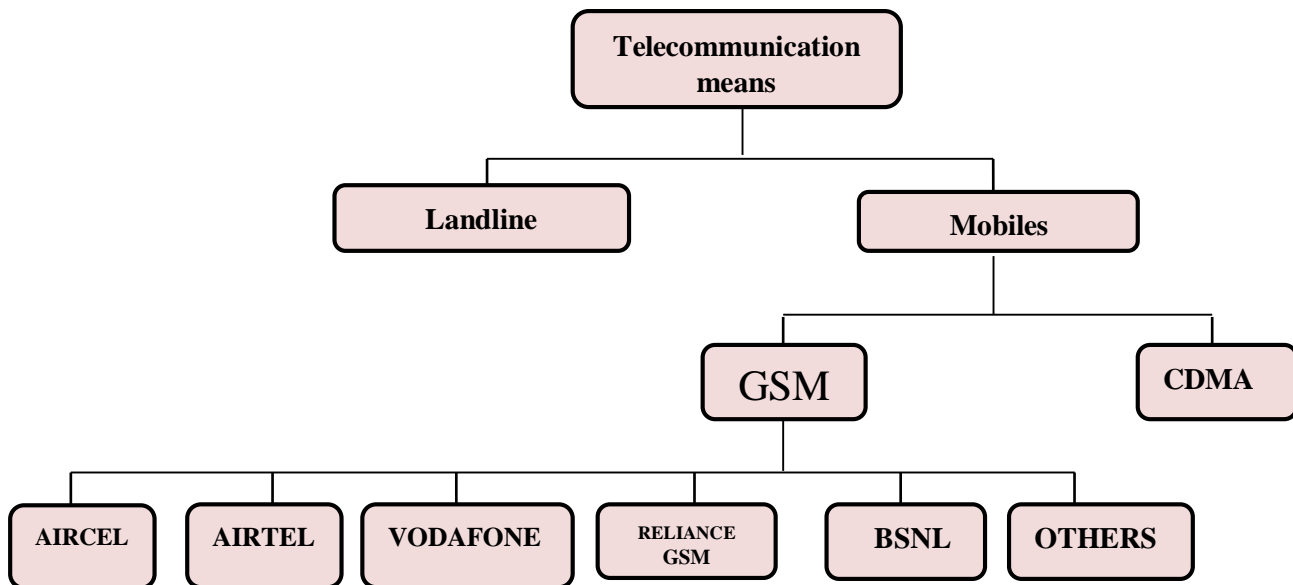 Telecommunication
means
Landline
Mobiles
GSM
CDMA
AIRCEL
AIRTEL
VODAFONE
RELIANCE
GSM
BSNL
OTHERS